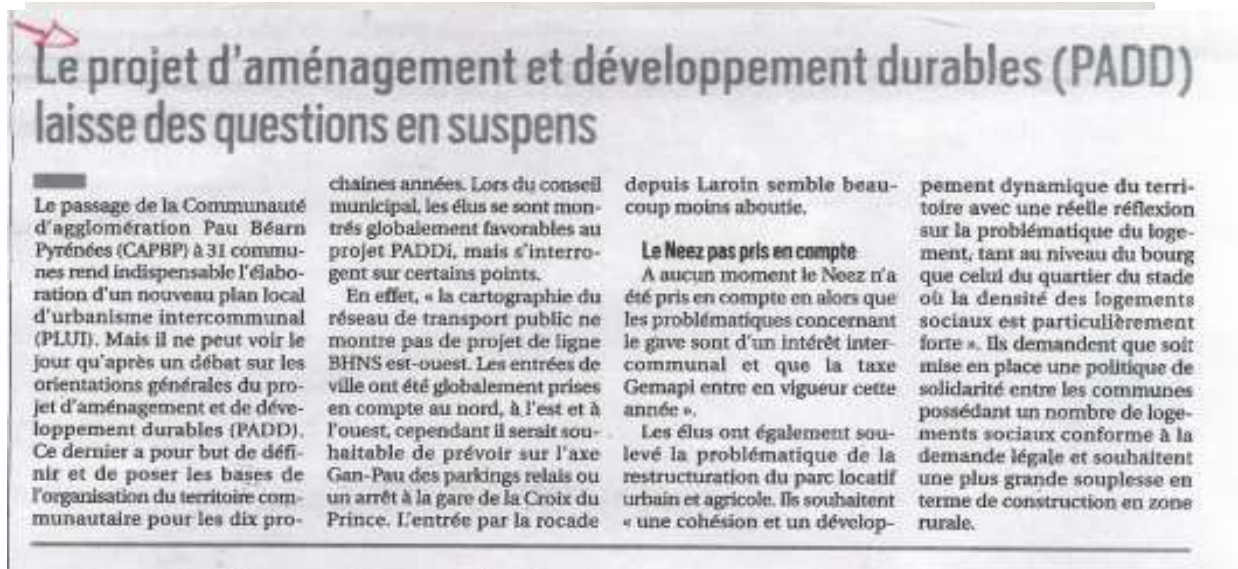 Le projet d'aménagement et développement durables (PADD)
laisse des questions en suspens
Le passage de la Communauté
d'agglomération Pau Béarn
Pyrénées (CAPBP) à 31 commu-
nes rend indispensable l'élabo-
ration d'un nouveau plan local
d'urbanisme intercommunal
(PLUI). Mais il ne peut voir le
jour qu'après un débat sur les
orientations générales du pro-
jet d'aménagement et de déve-
loppement durables (PADD).
Ce dernier a pour but de défi-
nir et de poser les bases de
l'organisation du territoire com-
munautaire pour les dix pro-
chaines années. Lors du conseil
municipal, les élus se sont mon-
trés globalement favorables au
projet PADDi, mais s'interro-
gent sur certains points.
En effet, « la cartographie du
réseau de transport public ne
montre pas de projet de ligne
BHNS est-ouest. Les entrées de
ville ont été globalement prises
en compte au nord, à l'est et à
l'ouest, cependant il serait sou-
haitable de prévoir sur l'axe
Gan-Pau des parkings relais ou
un arrêt à la gare de la Croix du
Prince. L'entrée par la rocade
depuis Laroin semble beau-
coup moins aboutie.
Le Neez pas pris en compte
A aucun moment le Neez n'a
été pris en compte en alors que
les problématiques concernant
le gave sont d'un intérêt inter-
communal et que la taxe
Gemapi entre en vigueur cette
année ».
Les élus ont également sou-
levé la problématique de la
restructuration du parc locatif
urbain et agricole. Ils souhaitent
« une cohésion et un dévelop-
pement dynamique du terri-
toire avec une réelle réflexion
sur la problématique du loge-
ment, tant au niveau du bourg
que celui du quartier du stade
où la densité des logements
sociaux est particulièrement
forte ». Ils demandent que soit
mise en place une politique de
solidarité entre les communes
possédant un nombre de loge-
ments sociaux conforme à la
demande légale et souhaitent
une plus grande souplesse en
terme de construction en zone
rurale.